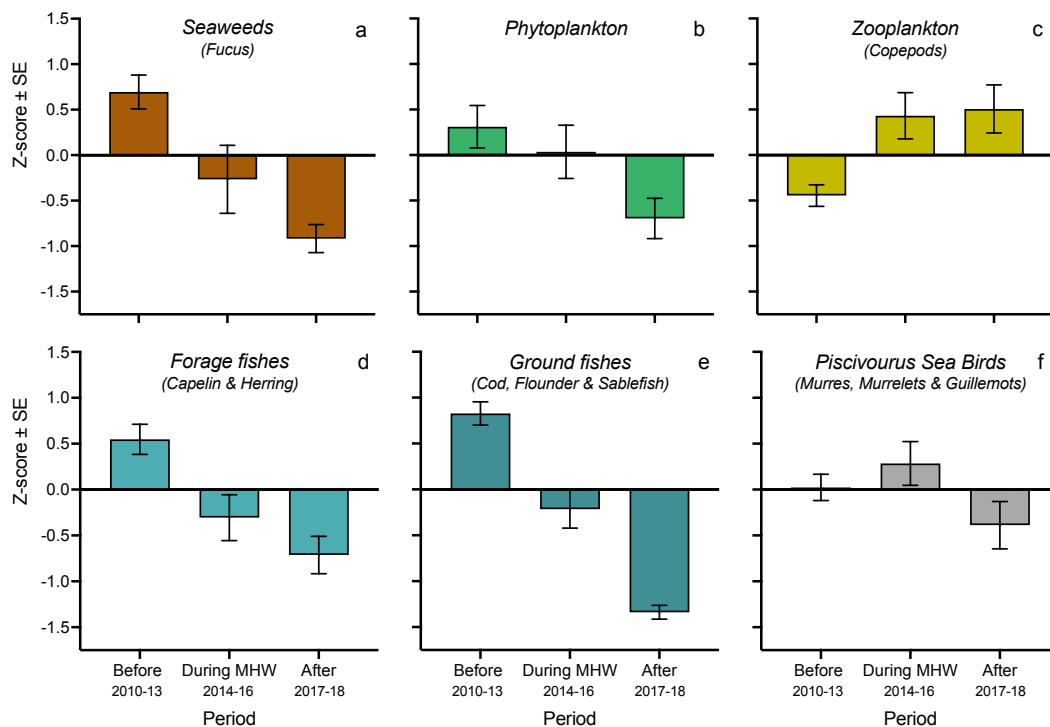 Seaweeds
(Fucus)
a
Z-score ± SE
1.5
1.0
0.5
0.0
-0.5
-1.0
-1.5
Phytoplankton
b
Zooplankton
(Copepods)
c
Forage fishes
(Capelin & Herring)
d
Z-score ± SE
1.5
1.0
0.5
0.0
-0.5
-1.0
-1.5
Before
2010-13
During MHW
2014-16
After
2017-18
Period
Ground fishes
(Cod, Flounder & Sablefish)
e
Before
2010-13
During MHW
2014-16
After
2017-18
Period
Piscivourus Sea Birds
(Murres, Murrelets & Guillemots)
f
Before
2010-13
During MHW
2014-16
After
2017-18
Period